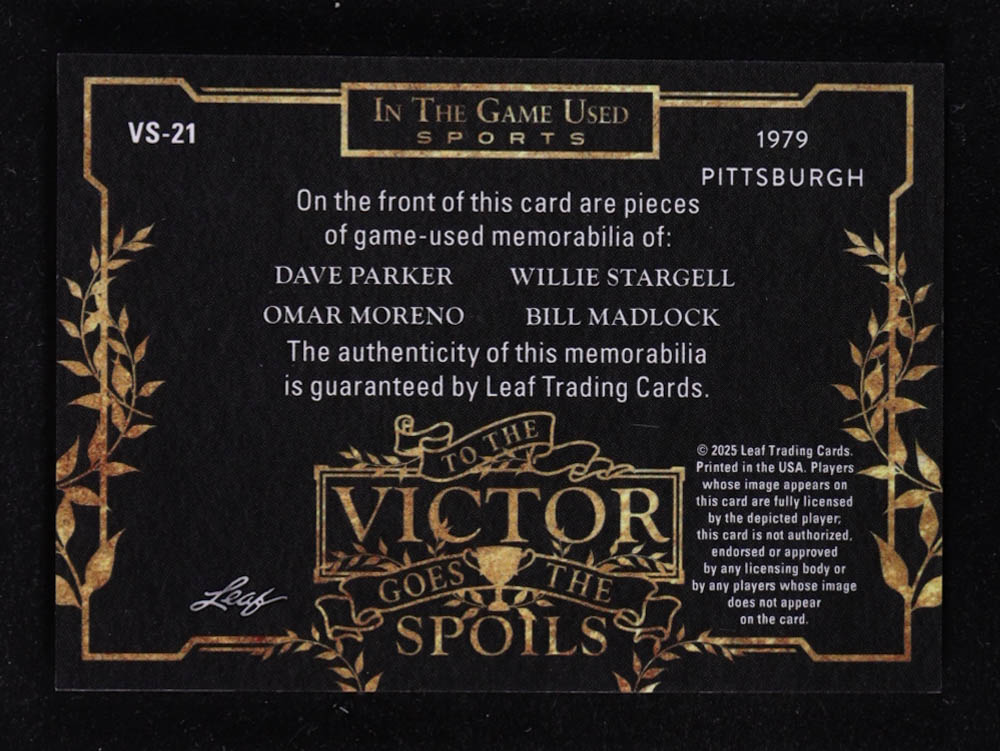 VS-21
IN THE GAME USED
SPORTS
1979
PITTSBURGH
On the front of this card are pieces
of game-used memorabilia of:
DAVE PARKER WILLIE STARGELL
OMAR MORENO BILL MADLOCK
The authenticity of this memorabilia
is guaranteed by Leaf Trading Cards.
TO THE
VICTOR
GOES THE
SPOILS
Leaf
© 2025 Leaf Trading Cards.
Printed in the USA. Players
whose image appears on
this card are fully licensed
by the depicted player;
this card is not authorized,
endorsed or approved
by any licensing body or
by any players whose image
does not appear
on the card.